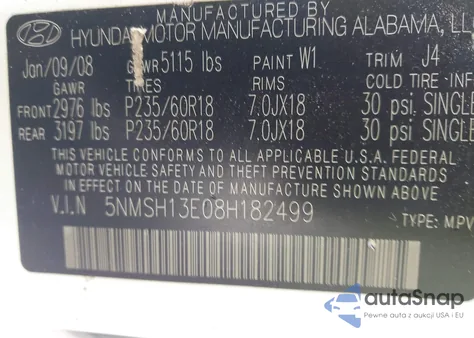 MANUFACTURED BY
HYUNDAI MOTOR MANUFACTURING ALABAMA, LL
Jan/09/08 GVWR 5115 lbs PAINT W1 TRIM J4
GAWR TIRES RIMS COLD TIRE INF
FRONT 2976 lbs P235/60R18 7.0JX18 30 psi SINGLE
REAR 3197 lbs P235/60R18 7.0JX18 30 psi SINGLE
THIS VEHICLE CONFORMS TO ALL APPLICABLE U.S. FEDERAL
MOTOR VEHICLE SAFETY AND THEFT PREVENTION STANDARDS
IN EFFECT ON THE DATE OF MANUFACTURE SHOWN ABOVE.
V.I.N 5NMSH13E08H182499 TYPE: MPV
autoSnap
Pewne auten z aukcji USA i EU